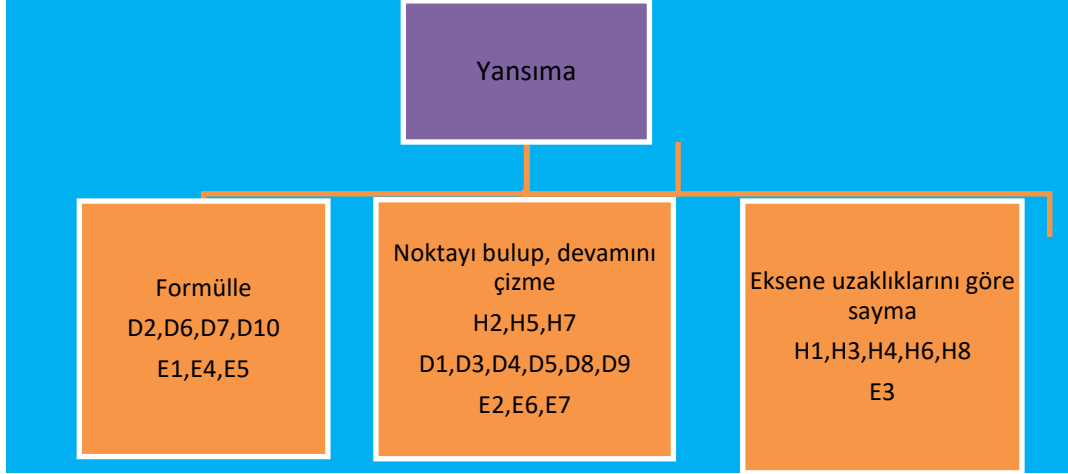 Yansıma
Formülle
D2,D6,D7,D10
E1,E4,E5
Noktayı bulup, devamını
çizme
H2,H5,H7
D1,D3,D4,D5,D8,D9
E2,E6,E7
Eksene uzaklıklarını göre
sayma
H1,H3,H4,H6,H8
E3